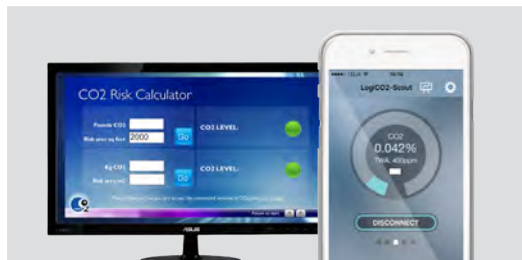 CO2 Risk Calculator
Pounds CO2
Risk area sq feet 2000
Go
CO2 LEVEL:
Kg CO2
Risk area m2
Go
CO2 LEVEL:
ASUS
LogiCO2-Scout
CO2
0.042%
TWA: 400ppm
DISCONNECT